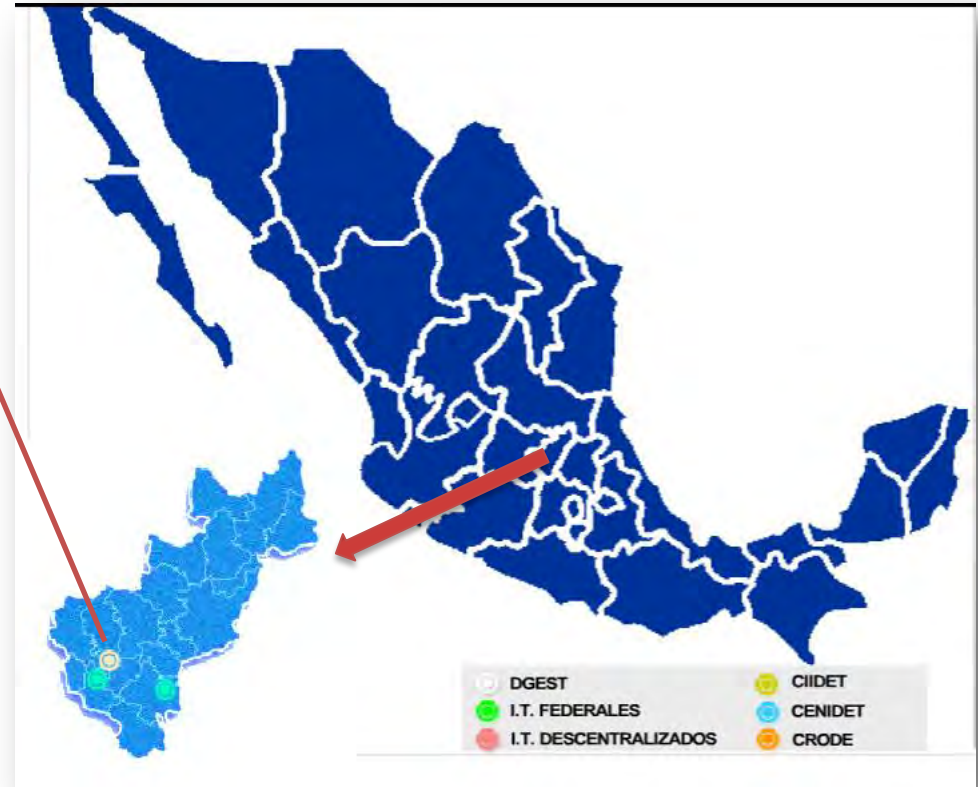 DGEST
I.T. FEDERALES
I.T. DESCENTRALIZADOS
CIIDET
CENIDET
CRODE